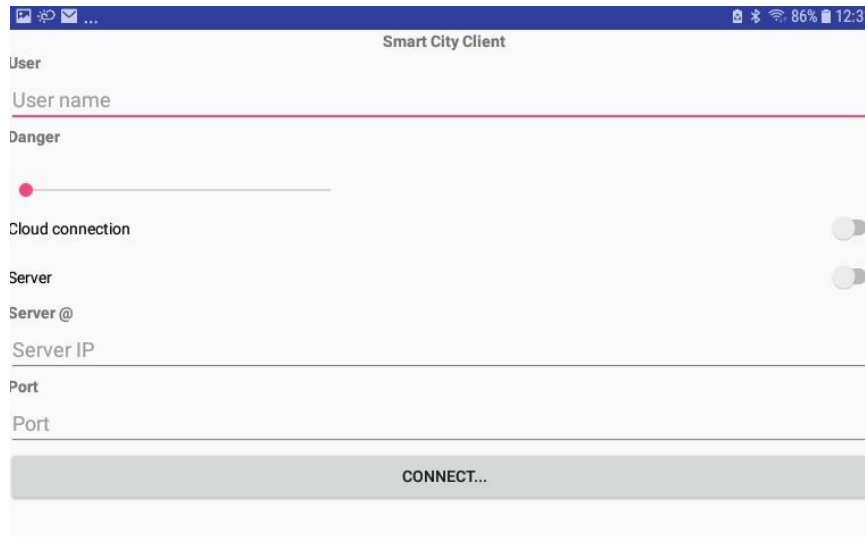 ... 86% 12:3
Smart City Client
User
User name
Danger
Cloud connection
Server
Server @
Server IP
Port
Port
CONNECT...